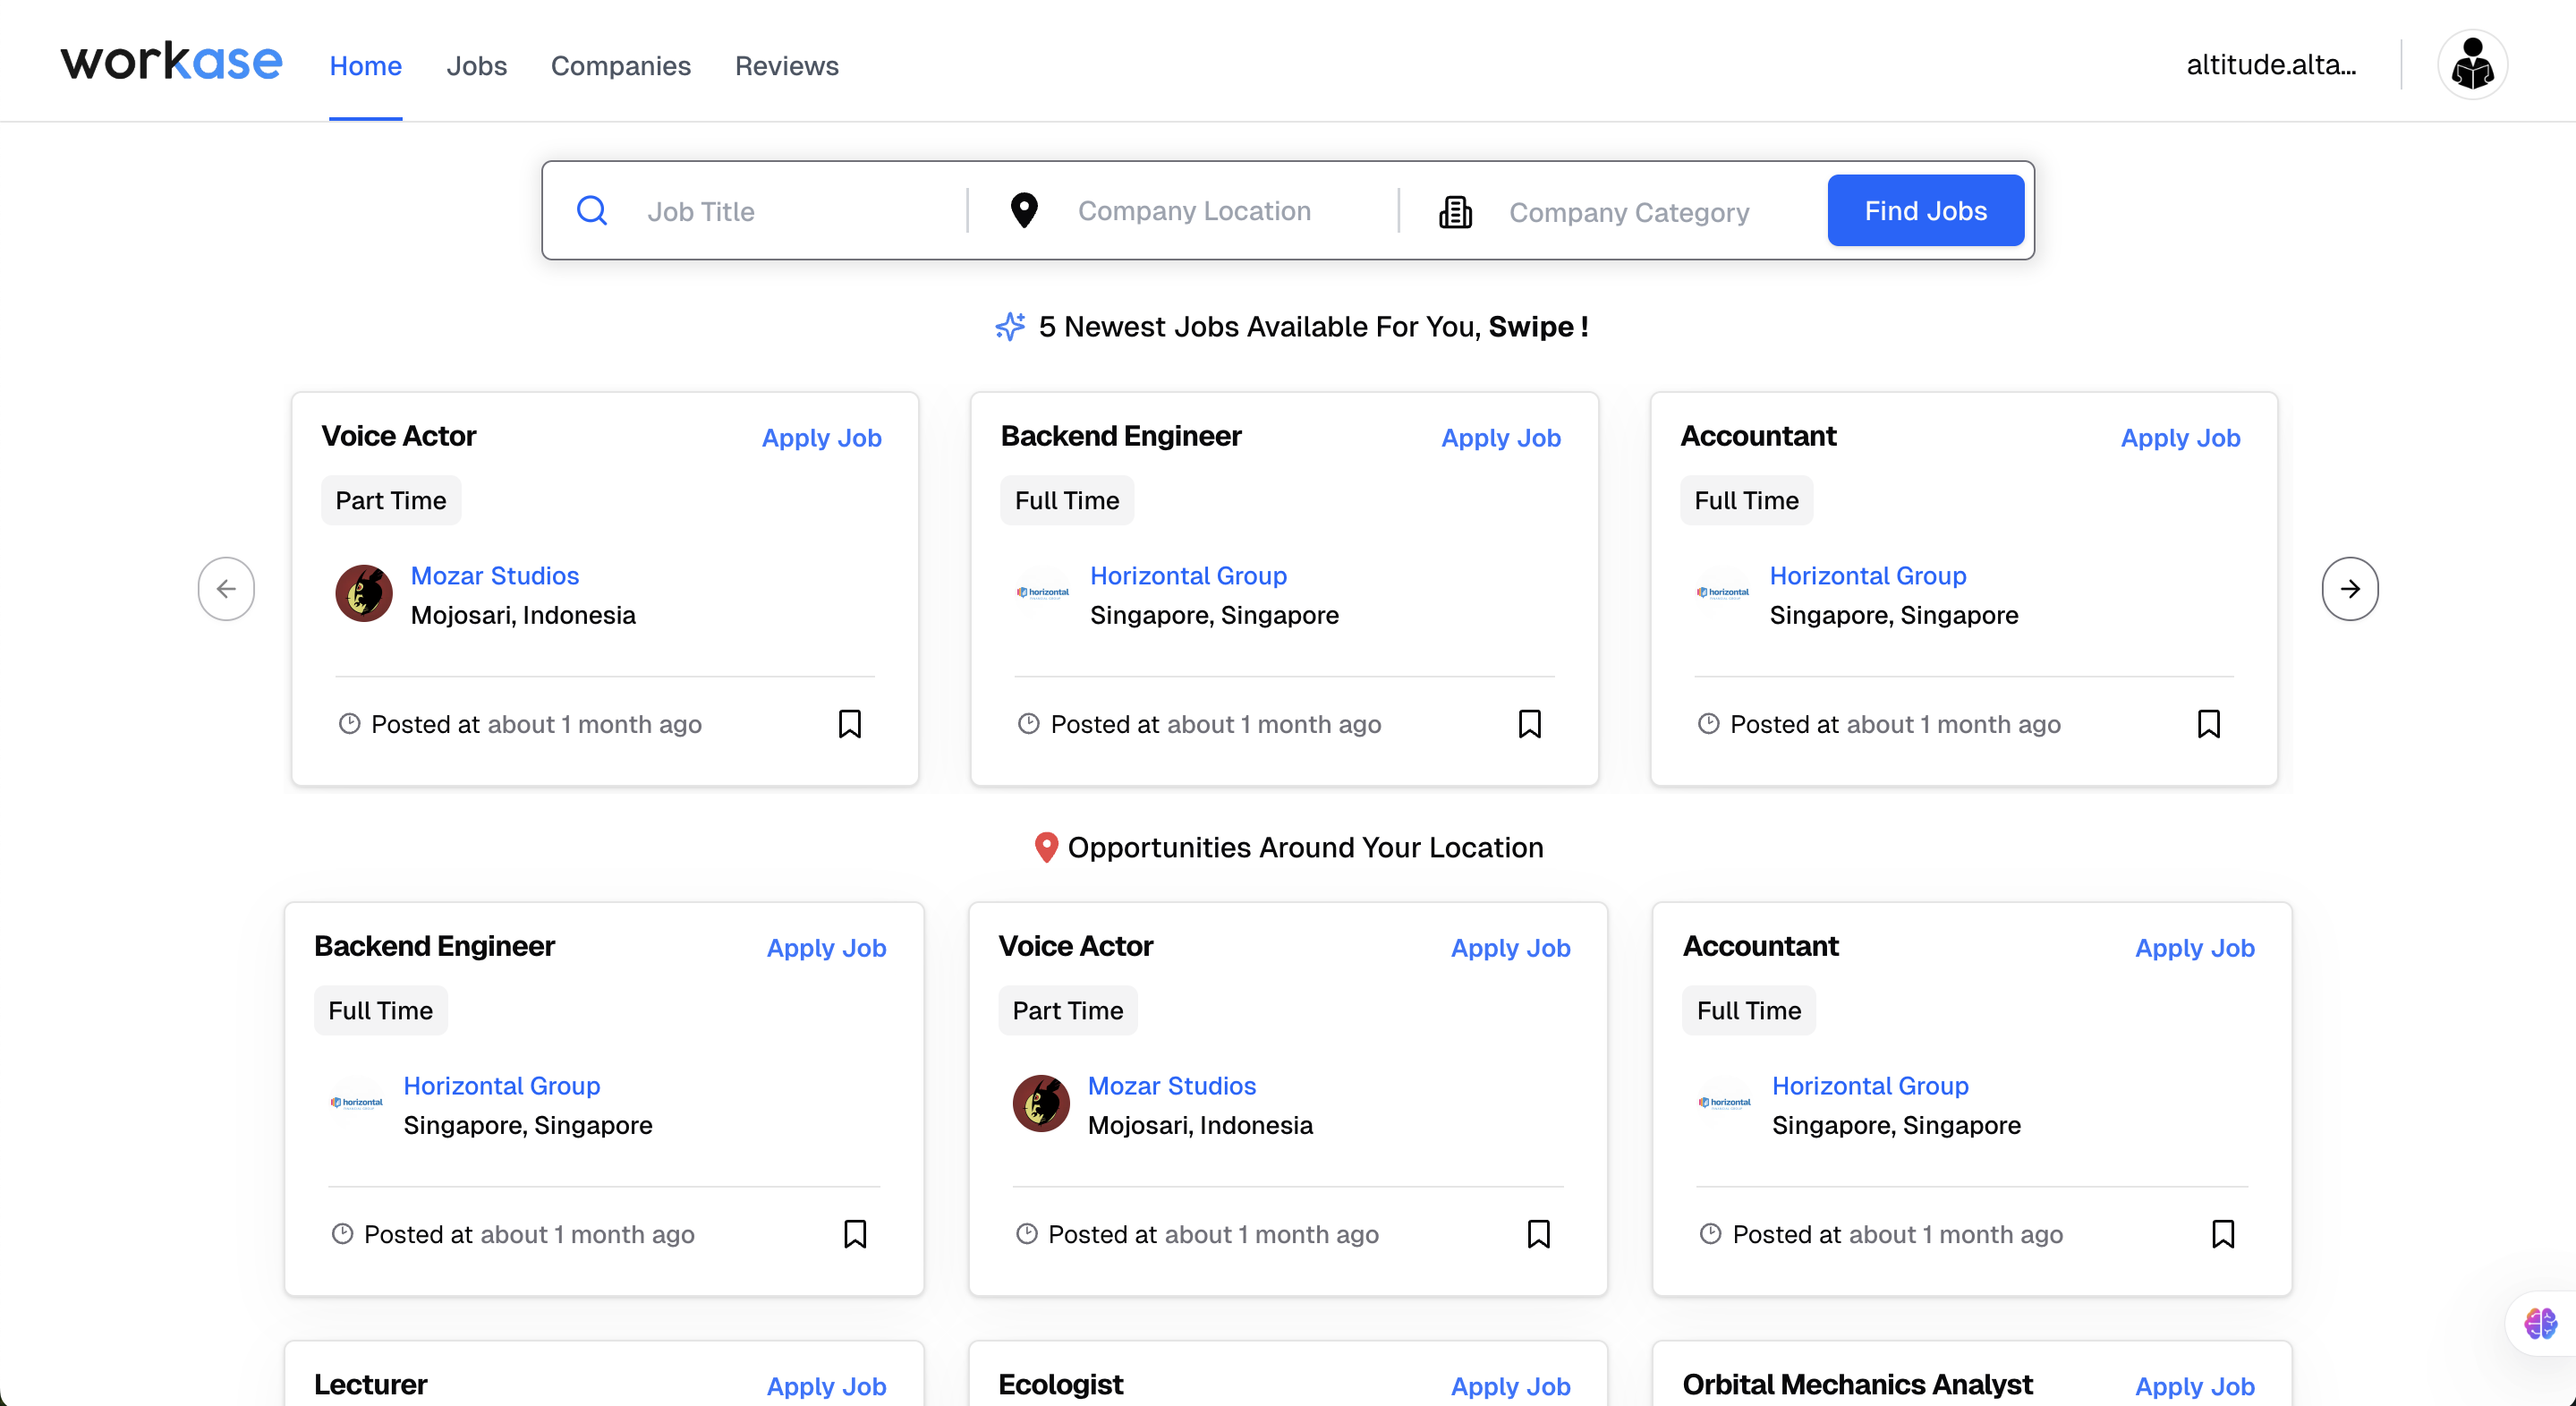 workase Home Jobs Companies Reviews altitude.alta...
Job Title Company Location Company Category Find Jobs
5 Newest Jobs Available For You, Swipe !
Voice Actor Apply Job
Part Time
Mozar Studios
Mojosari, Indonesia
Posted at about 1 month ago
Backend Engineer Apply Job
Full Time
horizontal
Horizontal Group
Singapore, Singapore
Posted at about 1 month ago
Accountant Apply Job
Full Time
horizontal
Horizontal Group
Singapore, Singapore
Posted at about 1 month ago
Opportunities Around Your Location
Backend Engineer Apply Job
Full Time
horizontal
Horizontal Group
Singapore, Singapore
Posted at about 1 month ago
Voice Actor Apply Job
Part Time
Mozar Studios
Mojosari, Indonesia
Posted at about 1 month ago
Accountant Apply Job
Full Time
horizontal
Horizontal Group
Singapore, Singapore
Posted at about 1 month ago
Lecturer Apply Job
Ecologist Apply Job
Orbital Mechanics Analyst Apply Job